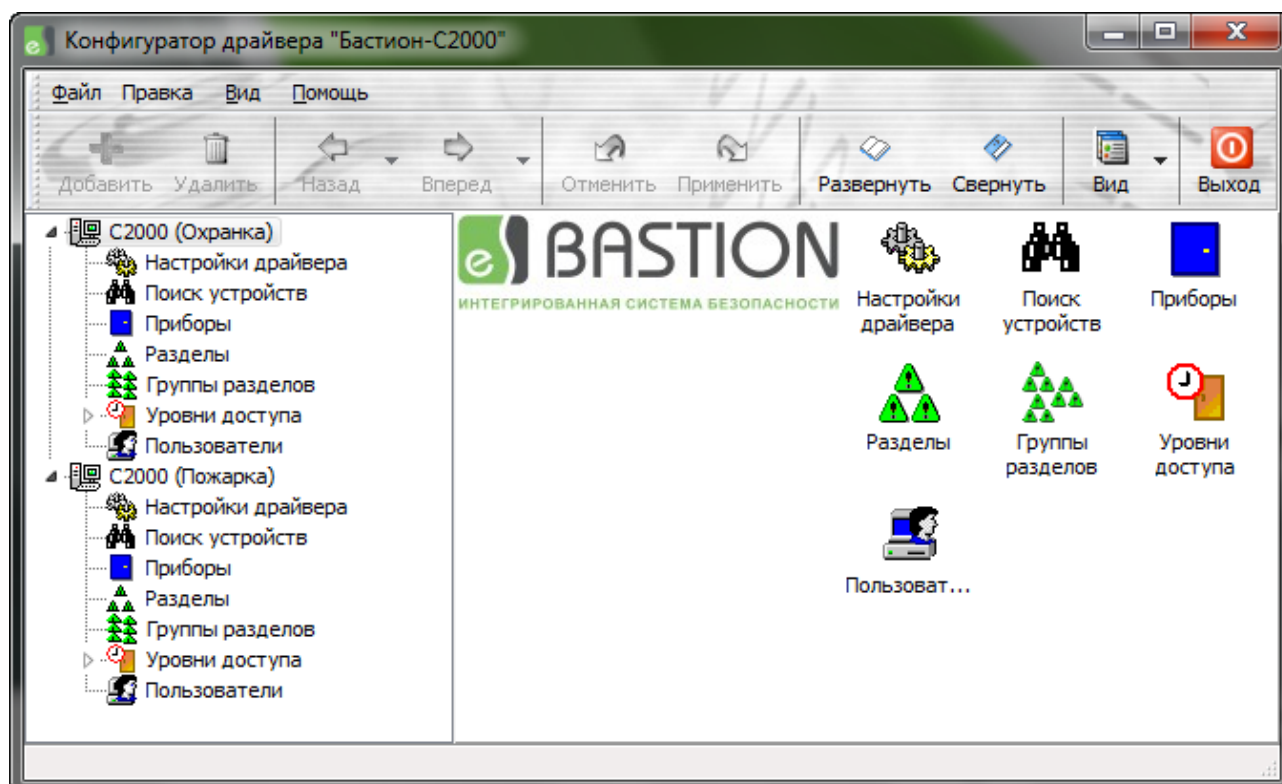 Конфигуратор драйвера "Бастион-С2000"
Файл Правка Вид Помощь
Добавить Удалить Назад Вперед Отменить Применить Развернуть Свернуть Вид Выход
С2000 (Охранка)
Настройки драйвера
Поиск устройств
Приборы
Разделы
Группы разделов
Уровни доступа
Пользователи
С2000 (Пожарка)
Настройки драйвера
Поиск устройств
Приборы
Разделы
Группы разделов
Уровни доступа
Пользователи
eS BASTION
ИНТЕГРИРОВАННАЯ СИСТЕМА БЕЗОПАСНОСТИ
Настройки
драйвера
Поиск
устройств
Приборы
Разделы
Группы
разделов
Уровни
доступа
Пользоват...